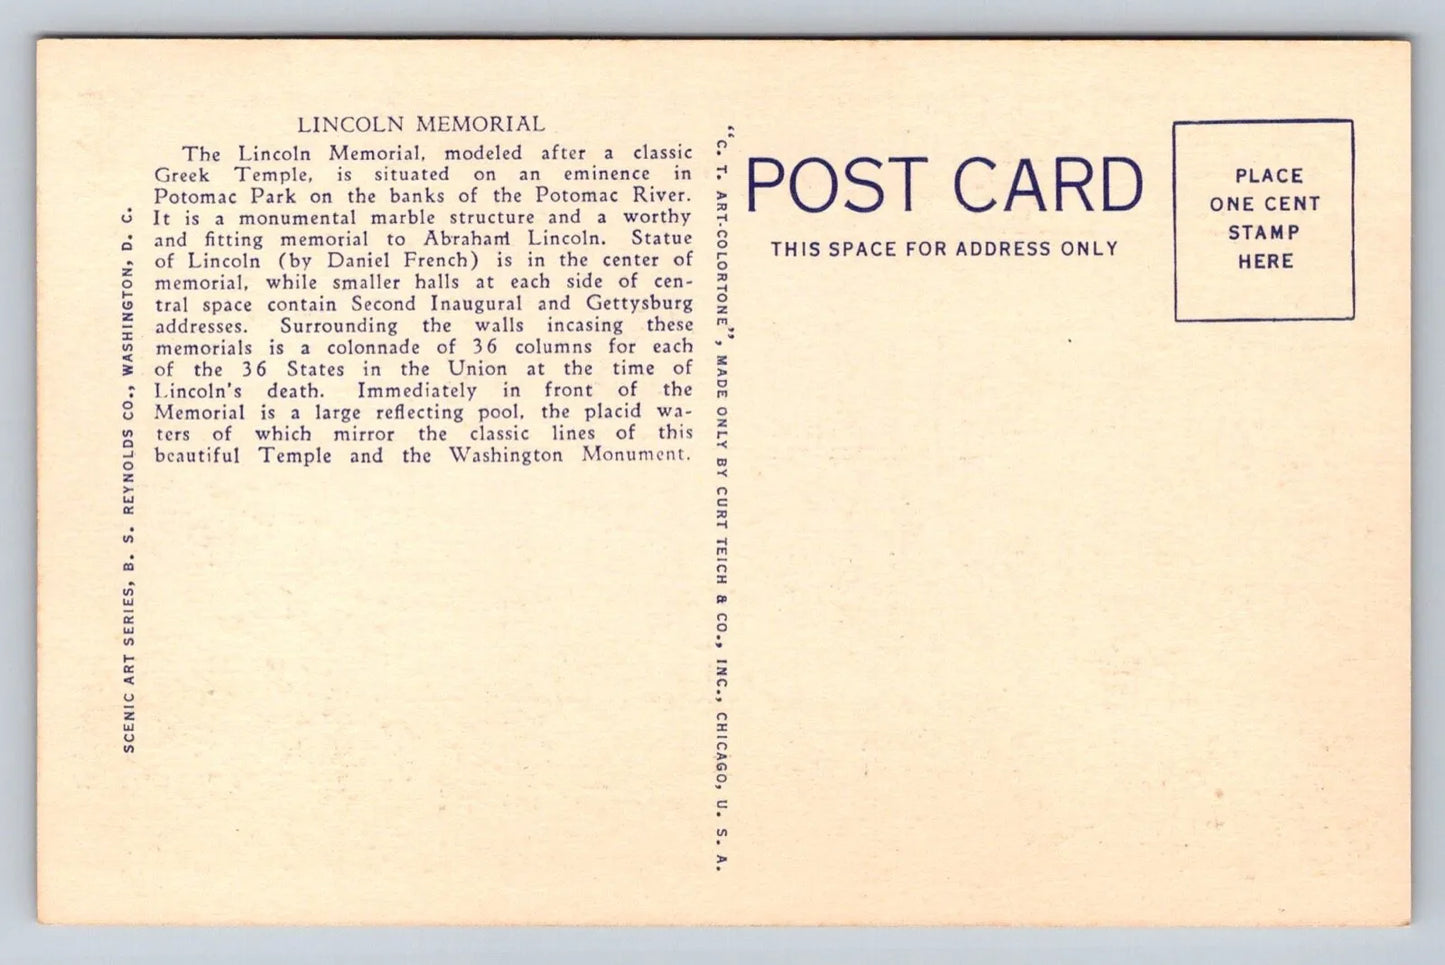 LINCOLN MEMORIAL
The Lincoln Memorial, modeled after a classic
Greek Temple, is situated on an eminence in
Potomac Park on the banks of the Potomac River.
It is a monumental marble structure and a worthy
and fitting memorial to Abraham Lincoln. Statue
of Lincoln (by Daniel French) is in the center of
memorial, while smaller halls at each side of cen-
tral space contain Second Inaugural and Gettysburg
addresses. Surrounding the walls incasing these
memorials is a colonnade of 36 columns for each
of the 36 States in the Union at the time of
Lincoln's death. Immediately in front of the
Memorial is a large reflecting pool, the placid wa-
ters of which mirror the classic lines of this
beautiful Temple and the Washington Monument.
SCENIC ART SERIES, B. S. REYNOLDS CO., WASHINGTON, D. C.
"C. T. ART-COLORTONE", MADE ONLY BY CURT TEICH & CO., INC., CHICAGO, U. S. A.
POST CARD
THIS SPACE FOR ADDRESS ONLY
PLACE
ONE CENT
STAMP
HERE